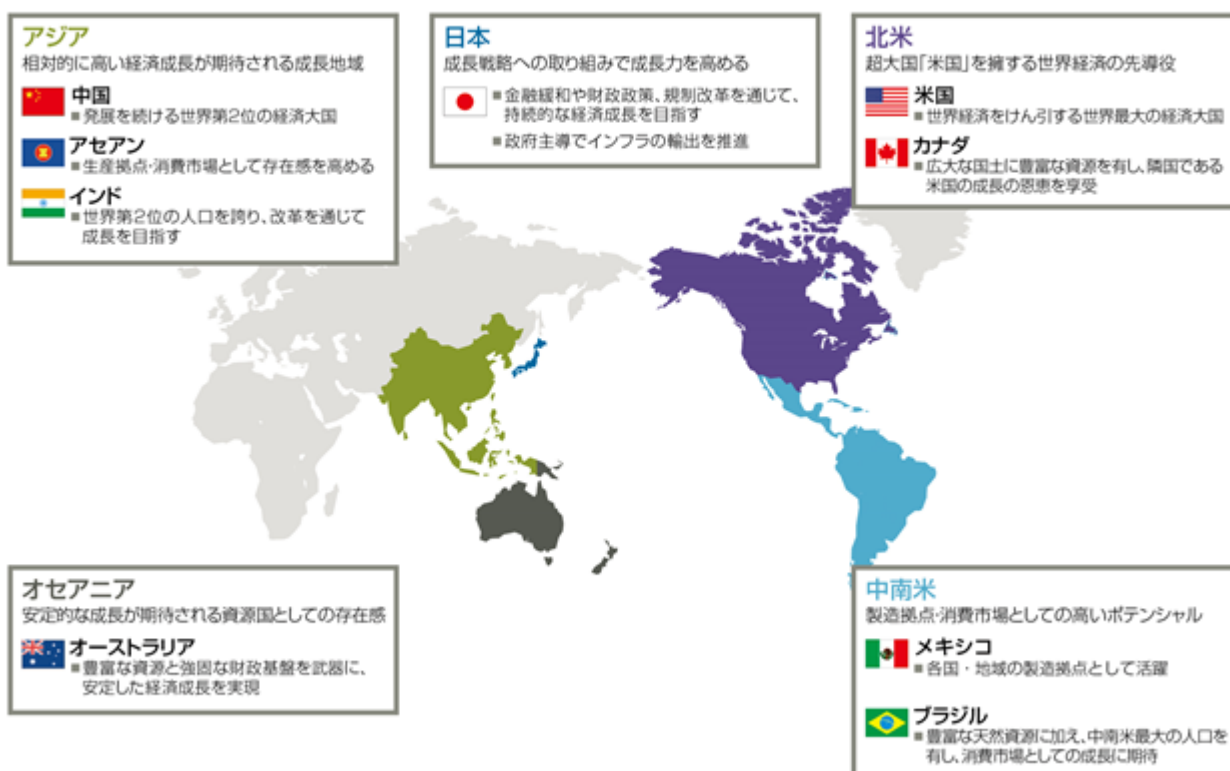 アジア
相対的に高い経済成長が期待される成長地域
中国
■発展を続ける世界第2位の経済大国
アセアン
■生産拠点・消費市場として存在感を高める
インド
■世界第2位の人口を誇り、改革を通じて
成長を目指す
日本
成長戦略への取り組みで成長力を高める
■金融緩和や財政政策、規制改革を通じて、
持続的な経済成長を目指す
■政府主導でインフラの輸出を推進
北米
超大国「米国」を擁する世界経済の先導役
米国
■世界経済をけん引する世界最大の経済大国
カナダ
■広大な国土に豊富な資源を有し、隣国である
米国の成長の恩恵を享受
オセアニア
安定的な成長が期待される資源国としての存在感
オーストラリア
■豊富な資源と強固な財政基盤を武器に、
安定した経済成長を実現
中南米
製造拠点・消費市場としての高いポテンシャル
メキシコ
■各国・地域の製造拠点として活躍
ブラジル
■豊富な天然資源に加え、中南米最大の人口を
有し、消費市場としての成長に期待